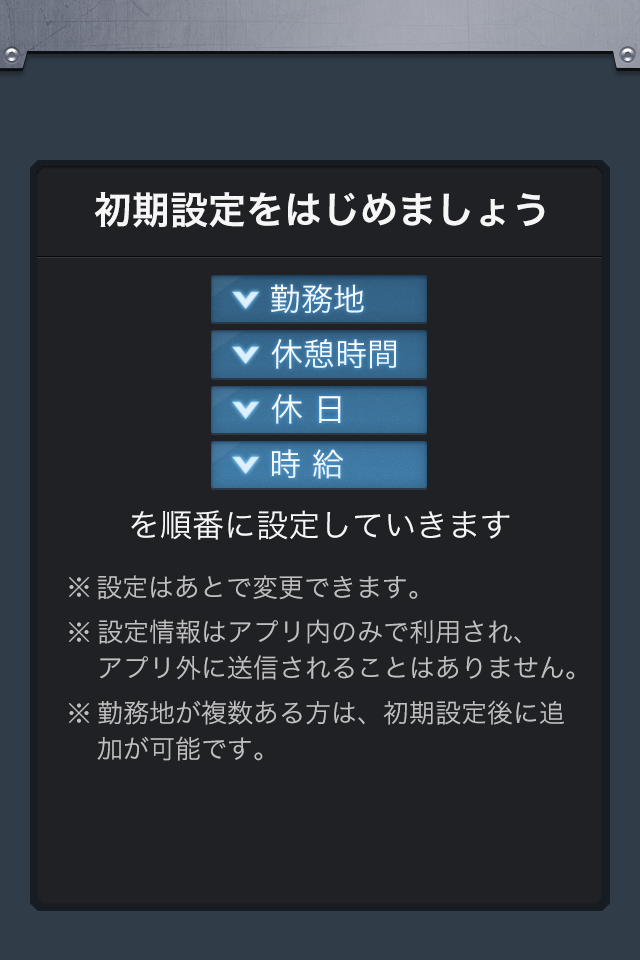 初期設定をはじめましょう
勤務地
休憩時間
休 日
時 給
を順番に設定していきます
※ 設定はあとで変更できます。
※ 設定情報はアプリ内のみで利用され、
アプリ外に送信されることはありません。
※ 勤務地が複数ある方は、初期設定後に追
加が可能です。